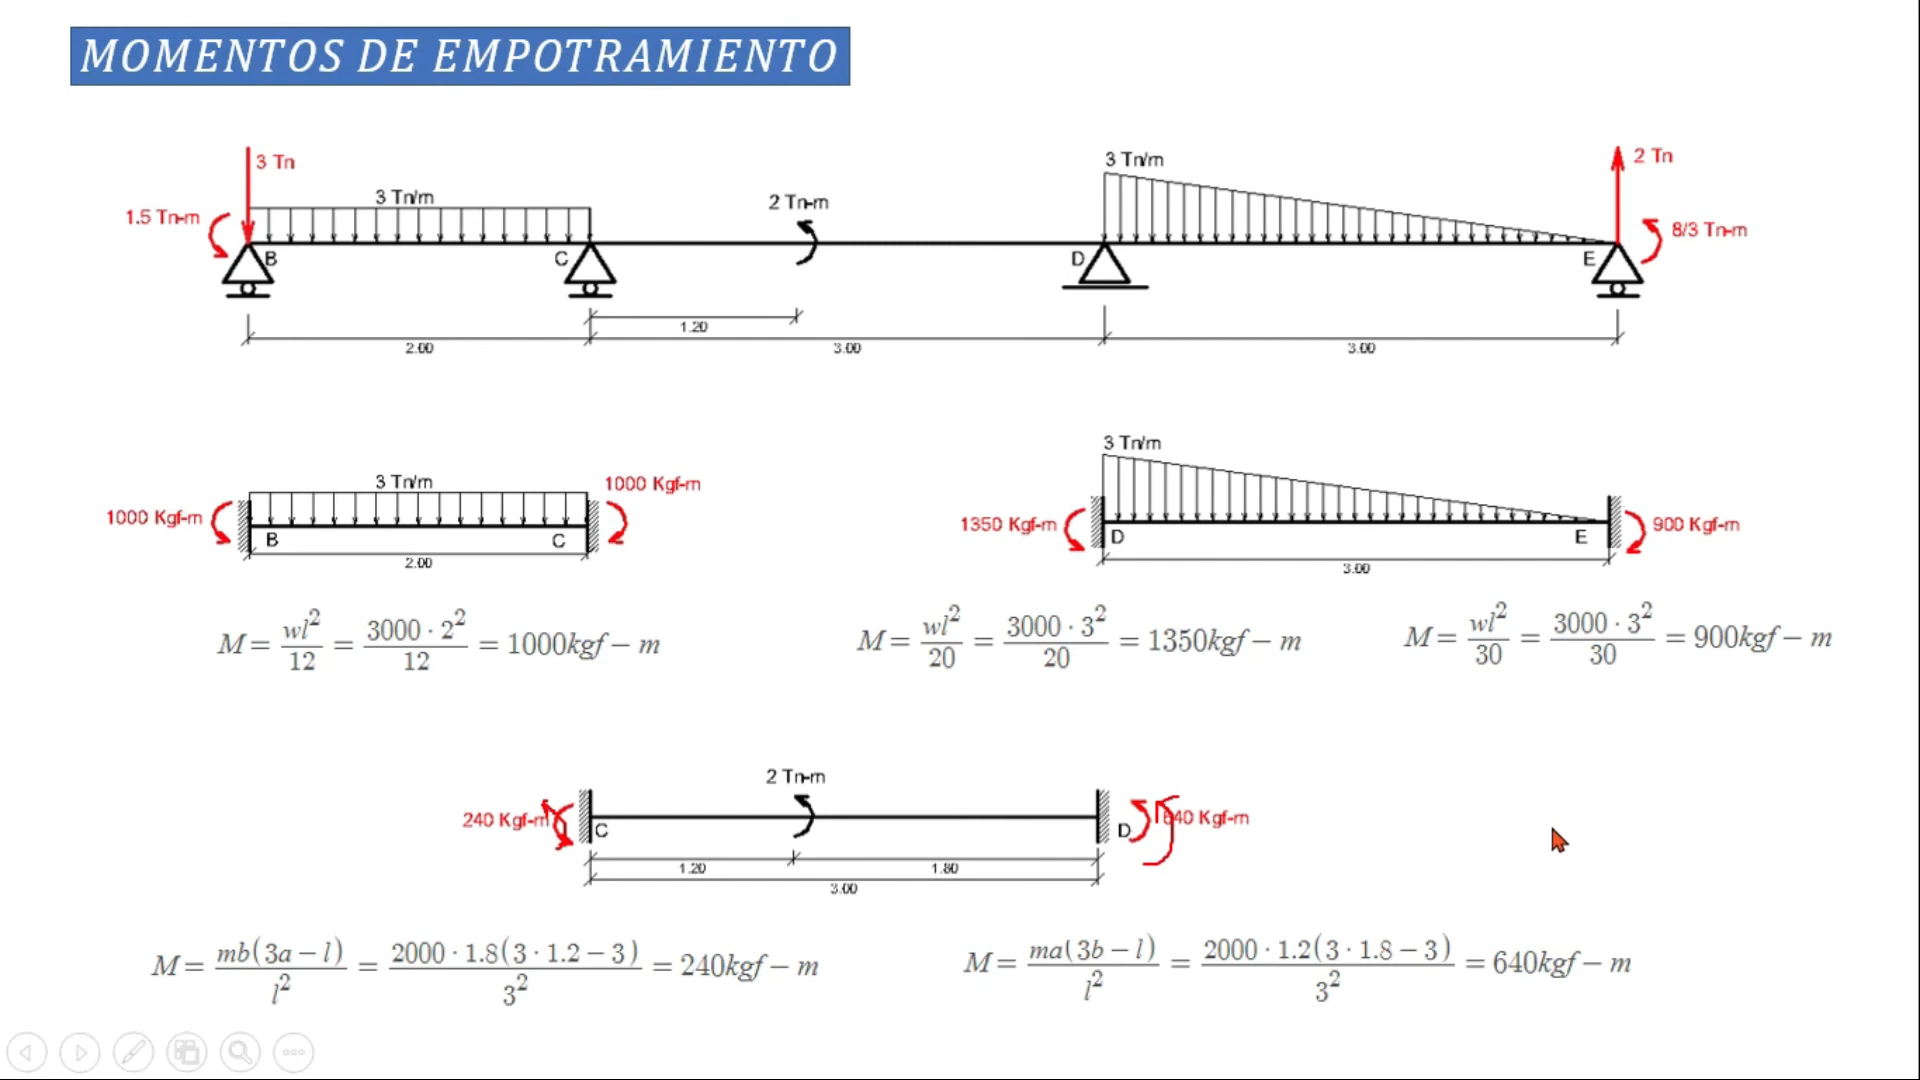 MOMENTOS DE EMPOTRAMIENTO
3 Tn
3 Tn/m
1.5 Tn-m
2 Tn-m
3 Tn/m
2 Tn
8/3 Tn-m
B
C
D
E
1.20
2.00
3.00
3.00
3 Tn/m
1000 Kgf-m
1000 Kgf-m
B
C
2.00
3 Tn/m
1350 Kgf-m
900 Kgf-m
D
E
3.00
M = wl²/12 = 3000 · 2²/12 = 1000kgf − m
M = wl²/20 = 3000 · 3²/20 = 1350kgf − m
M = wl²/30 = 3000 · 3²/30 = 900kgf − m
2 Tn-m
240 Kgf-m
C
D
640 Kgf-m
1.20
1.80
3.00
M = mb(3a − l)/l² = 2000 · 1.8(3 · 1.2 − 3)/3² = 240kgf − m
M = ma(3b − l)/l² = 2000 · 1.2(3 · 1.8 − 3)/3² = 640kgf − m